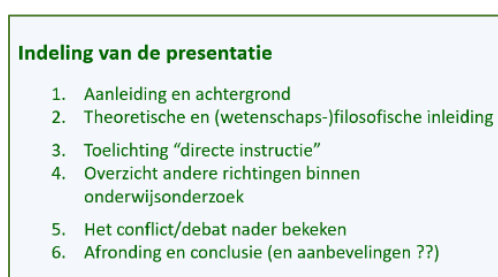 Indeling van de presentatie
1. Aanleiding en achtergrond
2. Theoretische en (wetenschaps-)filosofische inleiding
3. Toelichting “directe instructie”
4. Overzicht andere richtingen binnen
onderwijsonderzoek
5. Het conflict/debat nader bekeken
6. Afronding en conclusie (en aanbevelingen ??)